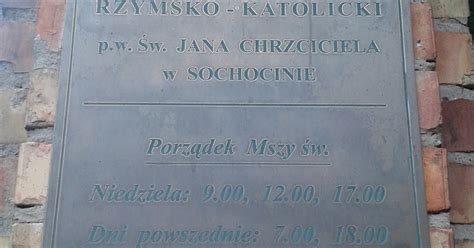 RZYMSKO - KATOLICKI
p.w. Św. JANA CHRZCICIELA
w SOCHOCINIE
Porządek Mszy św.
Niedziela: 9.00, 12.00, 17.00
Dni powszednie: 7.00, 18.00